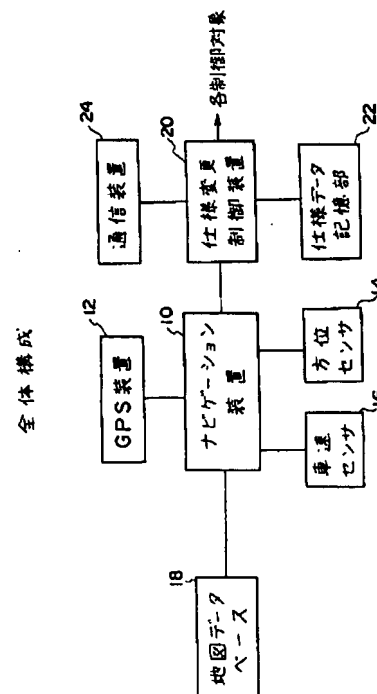 全体構成
24
通信装置
12
GPS装置
20
仕様変更
制御装置
各制御対象
10
ナビゲーション
装置
18
地図データ
ベース
22
仕様データ
記憶部
方位
センサ
車速
センサ